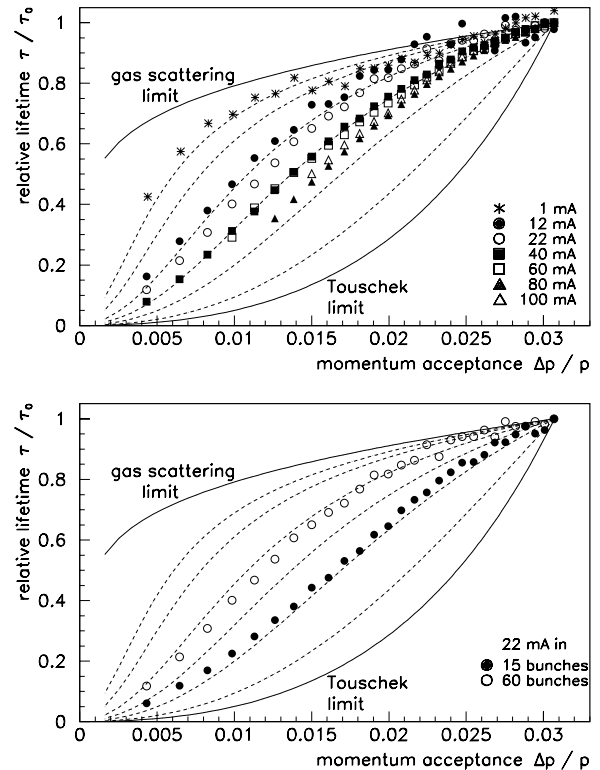 1
0.8
0.6
0.4
0.2
0
relative lifetime τ / τ₀
gas scattering
limit
1 mA
12 mA
22 mA
40 mA
60 mA
80 mA
100 mA
Touschek
limit
0 0.005 0.01 0.015 0.02 0.025 0.03
momentum acceptance Δp / p
1
0.8
0.6
0.4
0.2
0
relative lifetime τ / τ₀
gas scattering
limit
22 mA in
15 bunches
60 bunches
Touschek
limit
0 0.005 0.01 0.015 0.02 0.025 0.03
momentum acceptance Δp / p